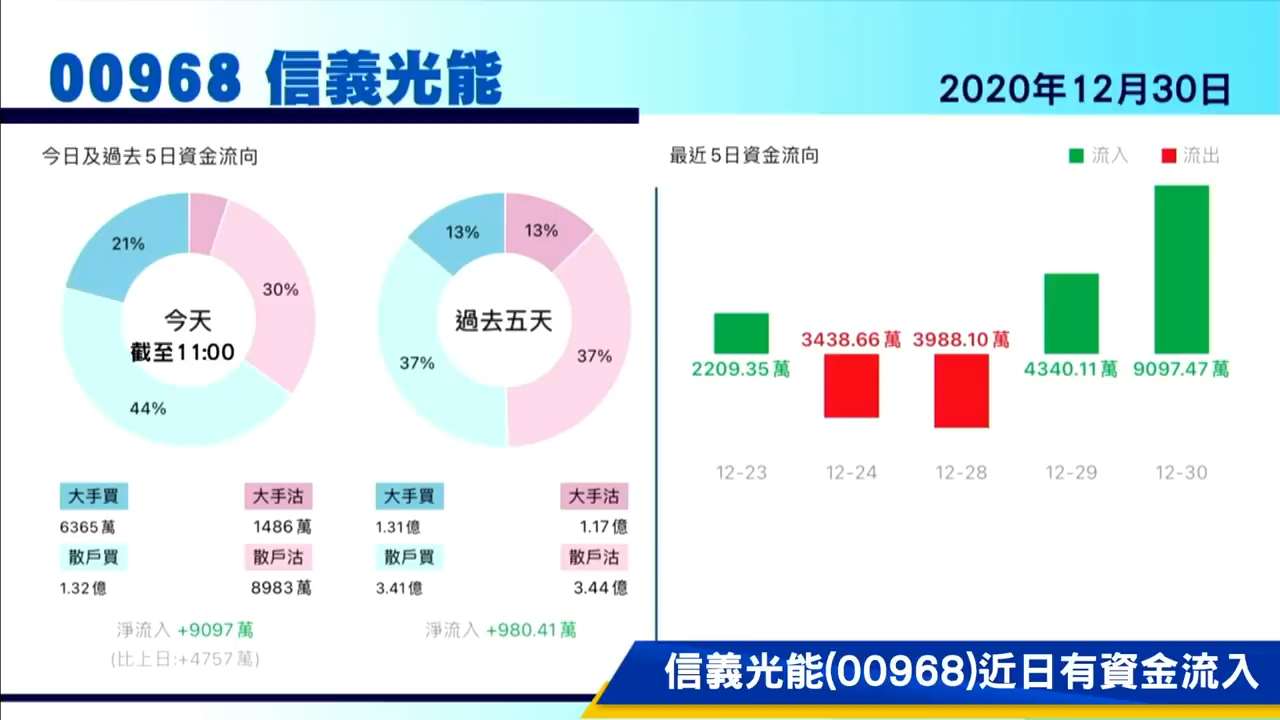 00968 信義光能
2020年12月30日
今日及過去5日資金流向
21%
30%
44%
今天
截至11:00
13%
13%
37%
37%
過去五天
大手買
大手沽
6365萬
1486萬
散戶買
散戶沽
1.32億
8983萬
淨流入 +9097萬
(比上日:+4757萬)
大手買
大手沽
1.31億
1.17億
散戶買
散戶沽
3.41億
3.44億
淨流入 +980.41萬
最近5日資金流向
流入
流出
2209.35萬
3438.66萬
3988.10萬
4340.11萬
9097.47萬
12-23
12-24
12-28
12-29
12-30
信義光能(00968)近日有資金流入